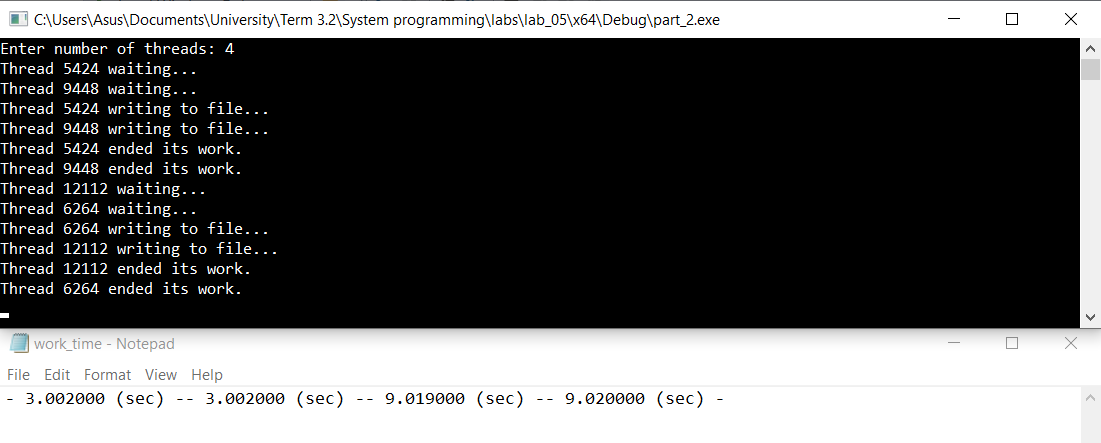 C:\Users\Asus\Documents\University\Term 3.2\System programming\labs\lab_05\x64\Debug\part_2.exe
Enter number of threads: 4
Thread 5424 waiting...
Thread 9448 waiting...
Thread 5424 writing to file...
Thread 9448 writing to file...
Thread 5424 ended its work.
Thread 9448 ended its work.
Thread 12112 waiting...
Thread 6264 waiting...
Thread 6264 writing to file...
Thread 12112 writing to file...
Thread 12112 ended its work.
Thread 6264 ended its work.
work_time - Notepad
File Edit Format View Help
- 3.002000 (sec) -- 3.002000 (sec) -- 9.019000 (sec) -- 9.020000 (sec) -